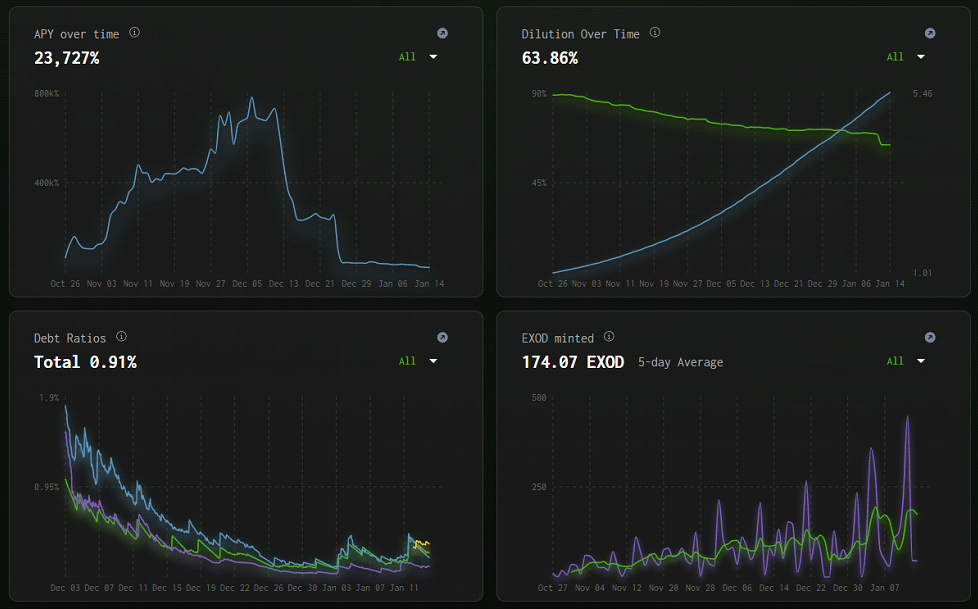 APY over time
23,727%
All
800k%
400k%
Oct 26 Nov 03 Nov 11 Nov 19 Nov 27 Dec 05 Dec 13 Dec 21 Dec 29 Jan 06 Jan 14
Dilution Over Time
63.86%
All
90% 5.46
45%
1.01
Oct 26 Nov 03 Nov 11 Nov 19 Nov 27 Dec 05 Dec 13 Dec 21 Dec 29 Jan 06 Jan 14
Debt Ratios
Total 0.91%
All
1.9%
0.95%
Dec 03 Dec 07 Dec 11 Dec 15 Dec 19 Dec 22 Dec 26 Dec 30 Jan 03 Jan 07 Jan 11
EXOD minted
174.07 EXOD 5-day Average
All
500
250
Oct 27 Nov 04 Nov 12 Nov 20 Nov 28 Dec 06 Dec 14 Dec 22 Dec 30 Jan 07